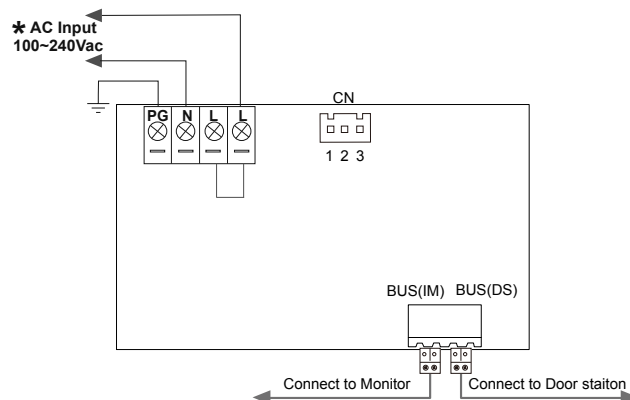 * AC Input
100~240Vac
PG N L L
CN
1 2 3
BUS(IM) BUS(DS)
Connect to Monitor
Connect to Door staiton